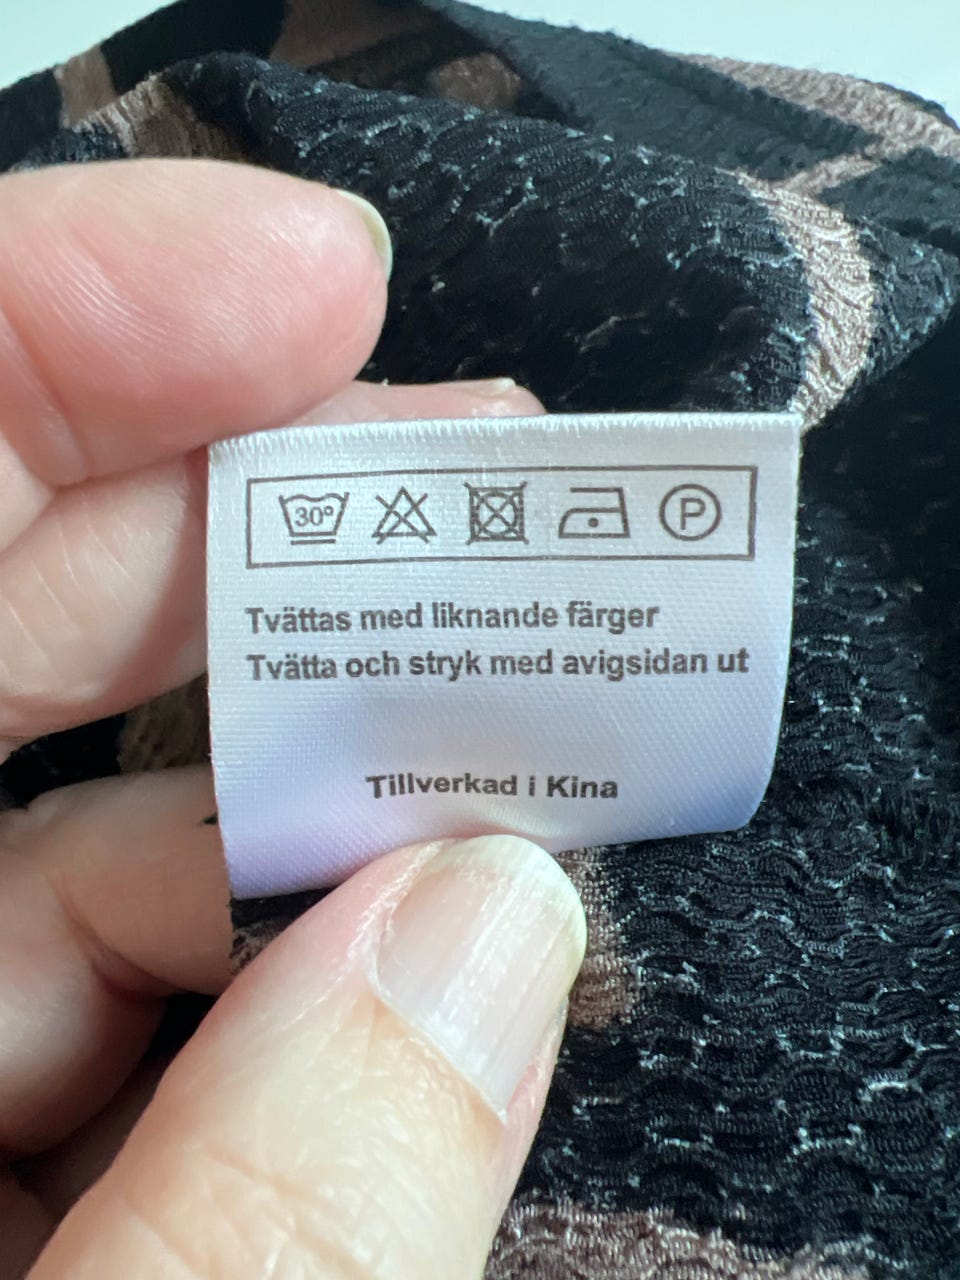 30° P
Tvättas med liknande färger
Tvätta och stryk med avigsidan ut
Tillverkad i Kina